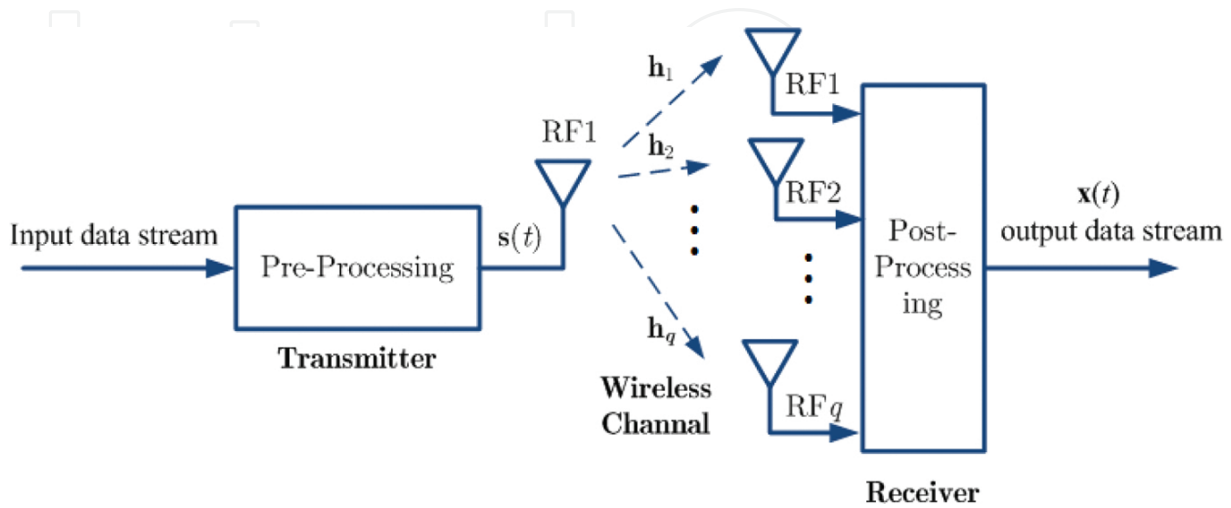 Input data stream
Pre-Processing
Transmitter
s(t)
RF1
h1
h2
hq
Wireless
Channal
RF1
RF2
RFq
Post-
Process
ing
Receiver
x(t)
output data stream